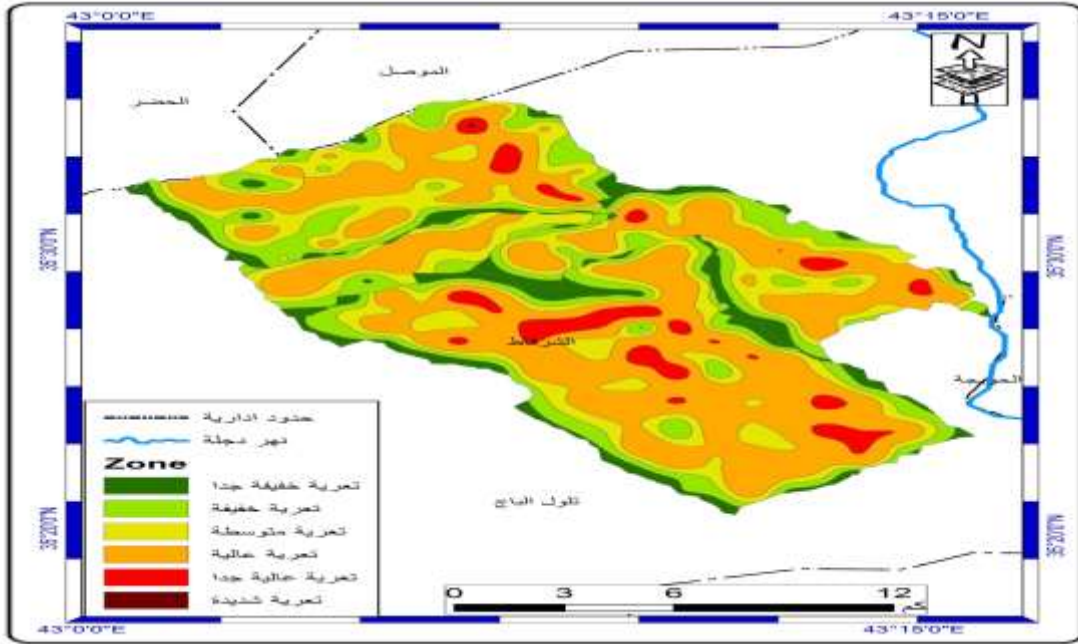 43°0'0"E 43°15'0"E
N
الموصل
الحضر
35°30'0"N 35°30'0"N
الشرقاط
الحويجة
حدود ادارية
نهر دجلة
Zone
تعرية خفيفة جدا
تعرية خفيفة
تعرية متوسطة
تعرية عالية
تعرية عالية جدا
تعرية شديدة
تلول الباج
35°20'0"N 35°20'0"N
0 3 6 12
كم
43°0'0"E 43°15'0"E